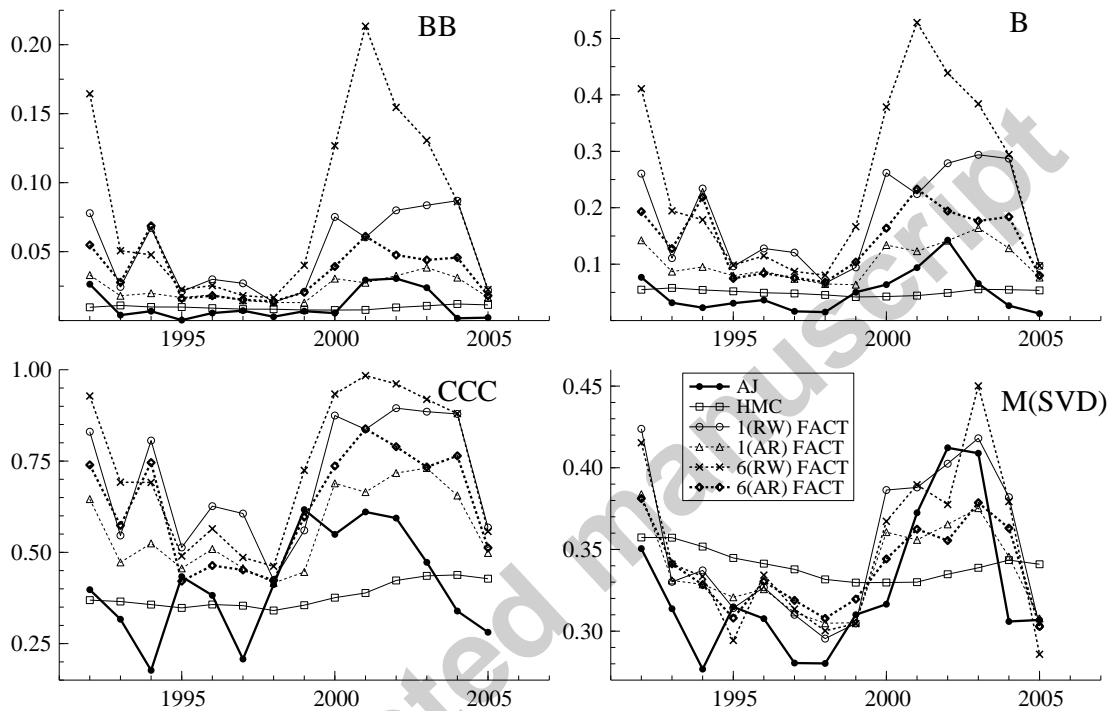 BB
0.20
0.15
0.10
0.05
1995 2000 2005
B
0.5
0.4
0.3
0.2
0.1
1995 2000 2005
CCC
1.00
0.75
0.50
0.25
1995 2000 2005
M(SVD)
0.45
0.40
0.35
0.30
AJ
HMC
1(RW) FACT
1(AR) FACT
6(RW) FACT
6(AR) FACT
1995 2000 2005
ted manuscript